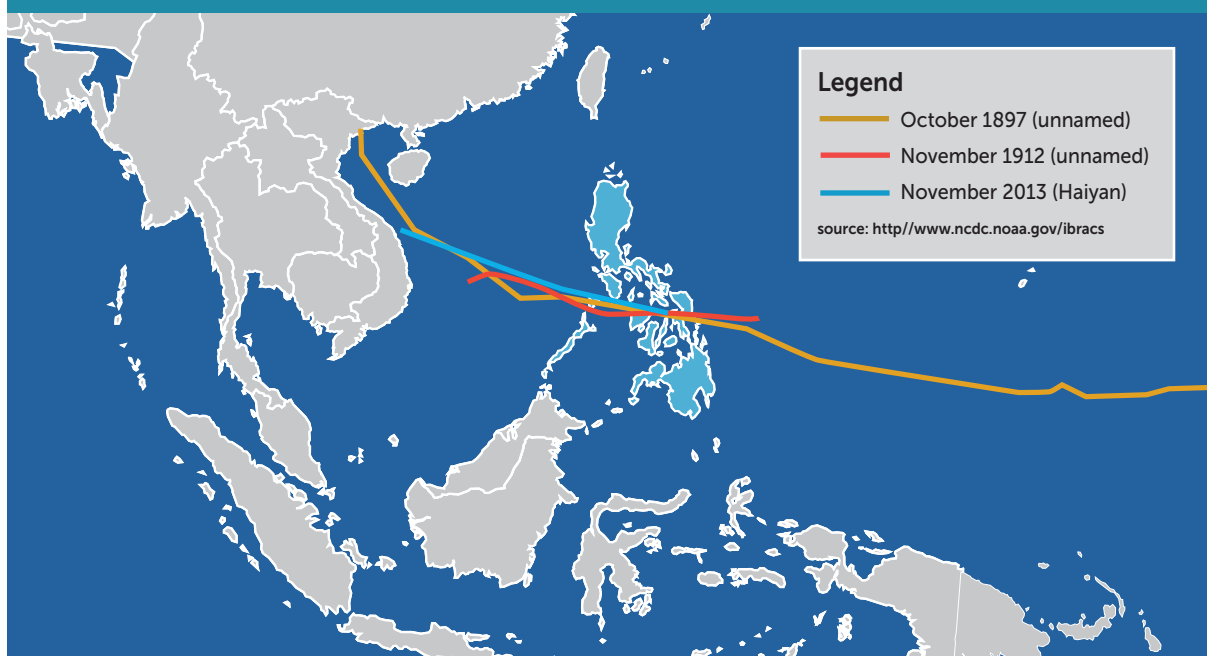 Legend
October 1897 (unnamed)
November 1912 (unnamed)
November 2013 (Haiyan)
source: http//www.ncdc.noaa.gov/ibracs